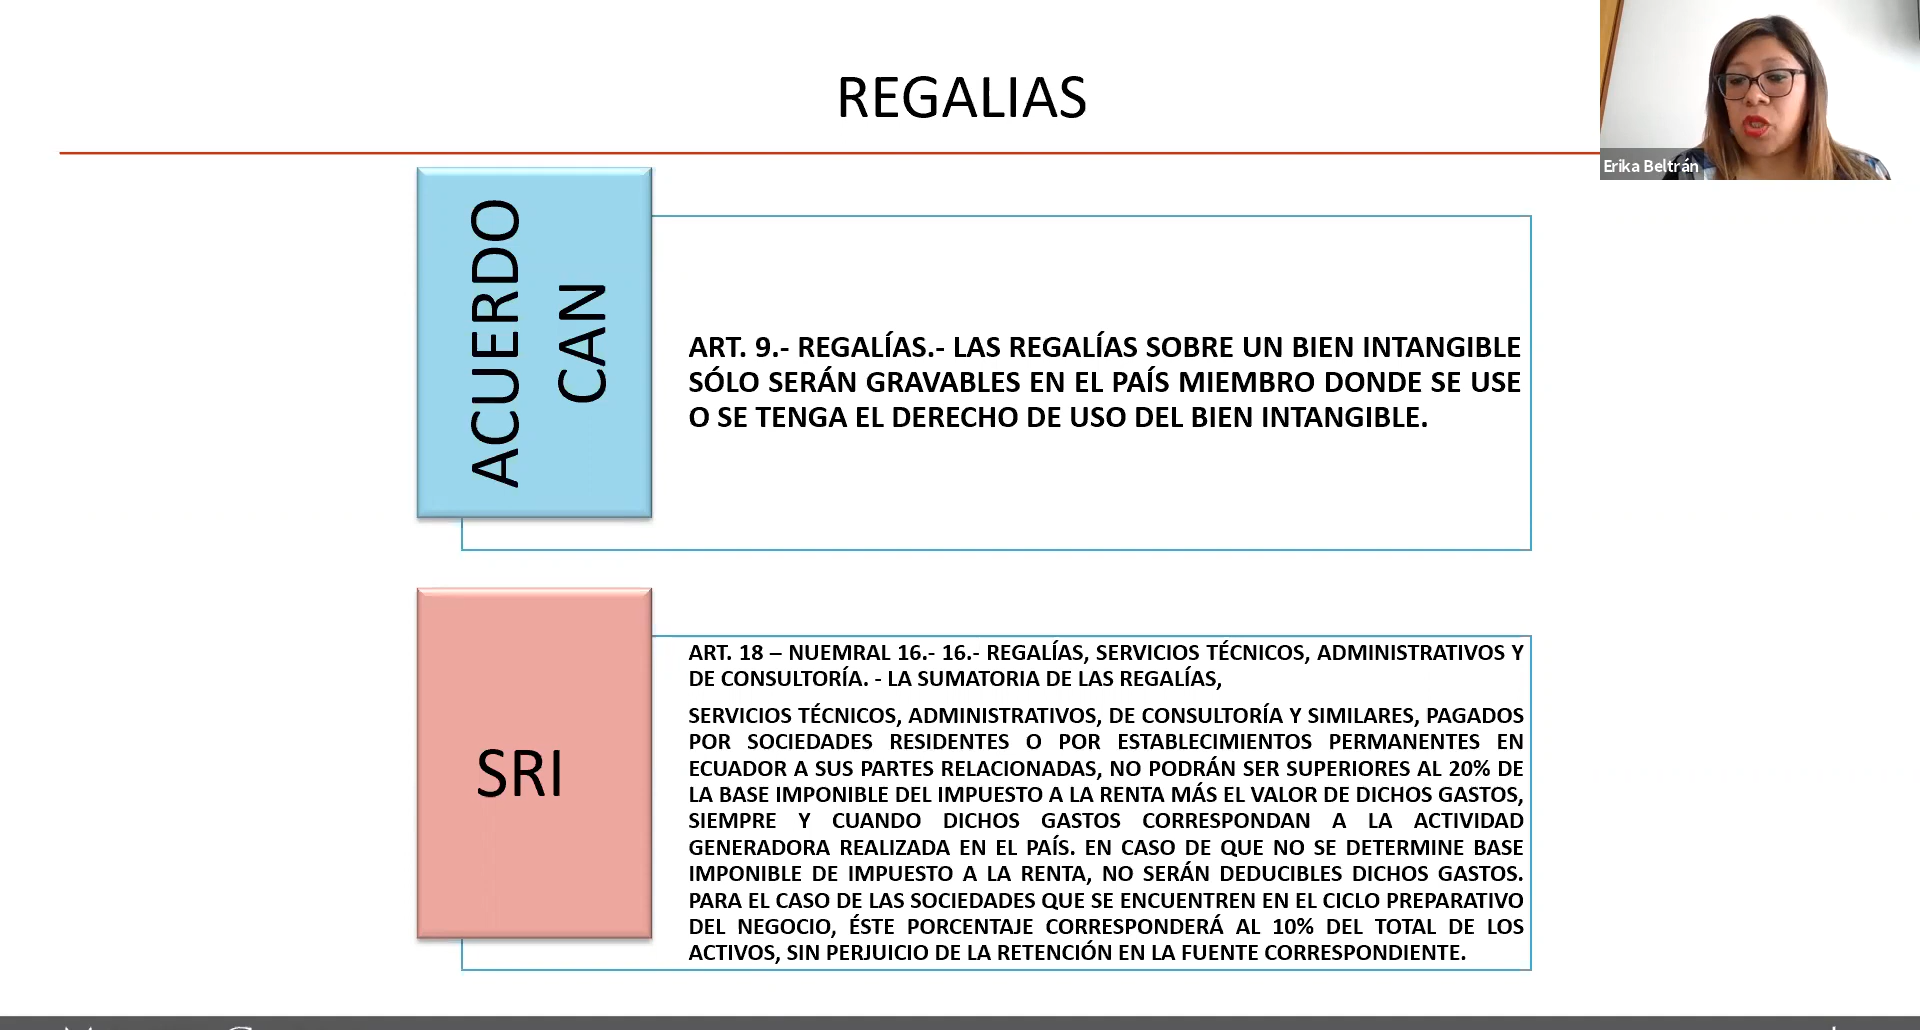 REGALIAS
Erika Beltrán
ACUERDO
CAN
ART. 9.- REGALÍAS.- LAS REGALÍAS SOBRE UN BIEN INTANGIBLE
SÓLO SERÁN GRAVABLES EN EL PAÍS MIEMBRO DONDE SE USE
O SE TENGA EL DERECHO DE USO DEL BIEN INTANGIBLE.
SRI
ART. 18 – NUEMRAL 16.- 16.- REGALÍAS, SERVICIOS TÉCNICOS, ADMINISTRATIVOS Y
DE CONSULTORÍA. - LA SUMATORIA DE LAS REGALÍAS,
SERVICIOS TÉCNICOS, ADMINISTRATIVOS, DE CONSULTORÍA Y SIMILARES, PAGADOS
POR SOCIEDADES RESIDENTES O POR ESTABLECIMIENTOS PERMANENTES EN
ECUADOR A SUS PARTES RELACIONADAS, NO PODRÁN SER SUPERIORES AL 20% DE
LA BASE IMPONIBLE DEL IMPUESTO A LA RENTA MÁS EL VALOR DE DICHOS GASTOS,
SIEMPRE Y CUANDO DICHOS GASTOS CORRESPONDAN A LA ACTIVIDAD
GENERADORA REALIZADA EN EL PAÍS. EN CASO DE QUE NO SE DETERMINE BASE
IMPONIBLE DE IMPUESTO A LA RENTA, NO SERÁN DEDUCIBLES DICHOS GASTOS.
PARA EL CASO DE LAS SOCIEDADES QUE SE ENCUENTREN EN EL CICLO PREPARATIVO
DEL NEGOCIO, ÉSTE PORCENTAJE CORRESPONDERÁ AL 10% DEL TOTAL DE LOS
ACTIVOS, SIN PERJUICIO DE LA RETENCIÓN EN LA FUENTE CORRESPONDIENTE.